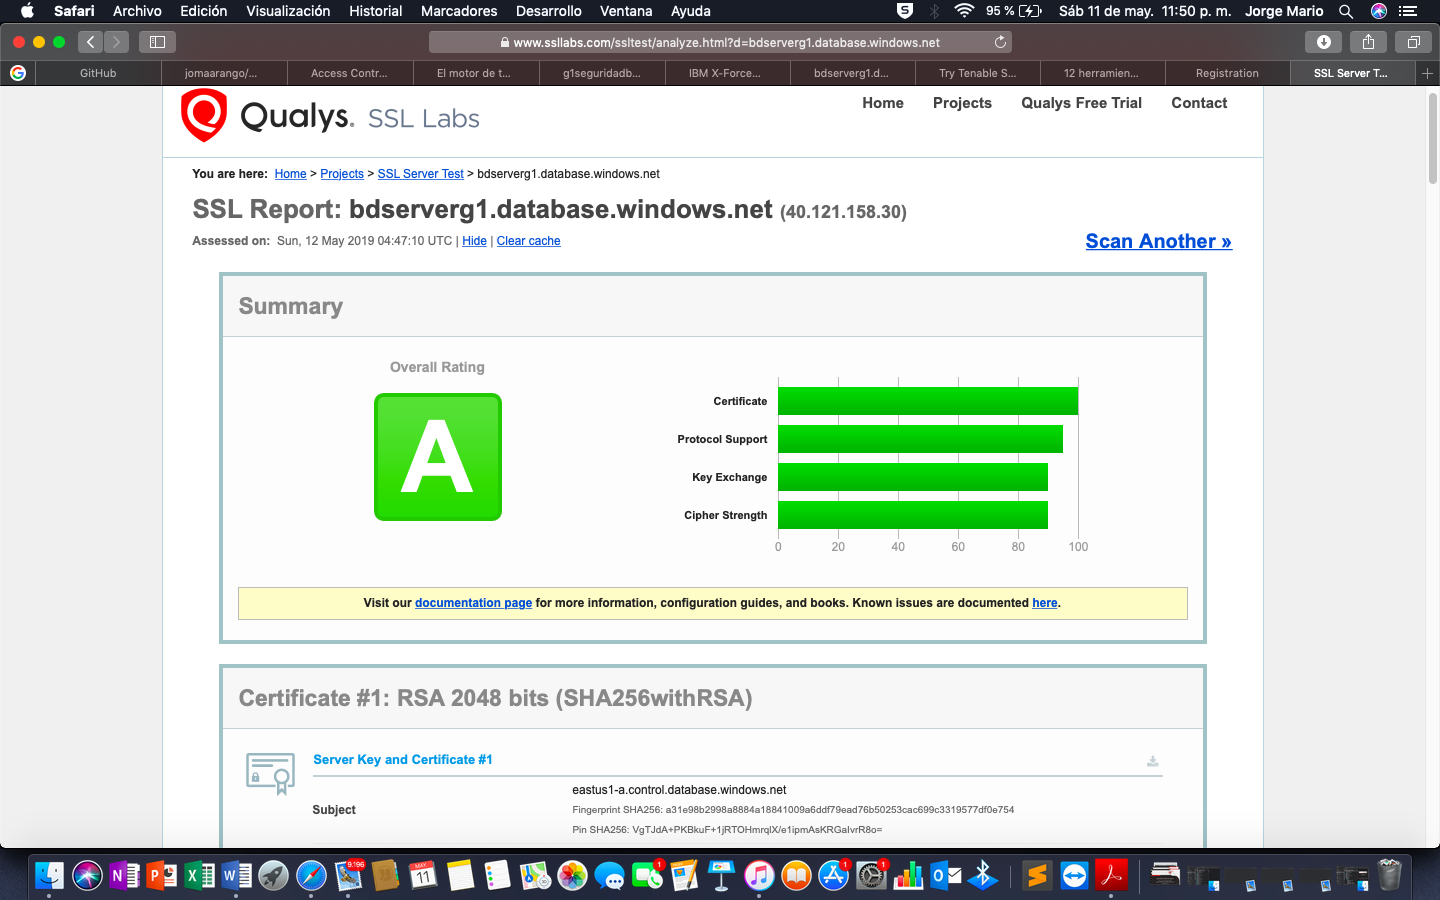 Safari Archivo Edición Visualización Historial Marcadores Desarrollo Ventana Ayuda S 95 % Sáb 11 de may. 11:50 p. m. Jorge Mario
www.ssllabs.com/ssltest/analyze.html?d=bdserverg1.database.windows.net
G GitHub jomaarango/... Access Contr... El motor de t... g1seguridadb... IBM X-Force... bdserverg1.d... Try Tenable S... 12 herramien... Registration SSL Server T... +
Qualys. SSL Labs
Home Projects Qualys Free Trial Contact
You are here: Home > Projects > SSL Server Test > bdserverg1.database.windows.net
SSL Report: bdserverg1.database.windows.net (40.121.158.30)
Assessed on: Sun, 12 May 2019 04:47:10 UTC | Hide | Clear cache
Scan Another »
Summary
Overall Rating
A
Certificate
Protocol Support
Key Exchange
Cipher Strength
0 20 40 60 80 100
Visit our documentation page for more information, configuration guides, and books. Known issues are documented here.
Certificate #1: RSA 2048 bits (SHA256withRSA)
Server Key and Certificate #1
Subject
eastus1-a.control.database.windows.net
Fingerprint SHA256: a31e98b2998a8884a18841009a6ddf79ead76b50253cac699c3319577df0e754
Pin SHA256: VgTJdA+PKBkuF+1jRTOHmrqlX/e1ipmAsKRGalvrR8o=
N P X W 9.196 MAY 11 1 1 1 O S